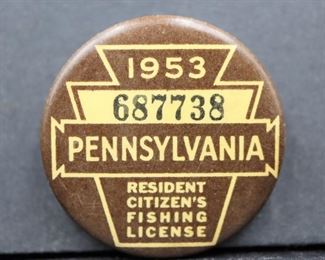 1953
687738
PENNSYLVANIA
RESIDENT
CITIZEN'S
FISHING
LICENSE